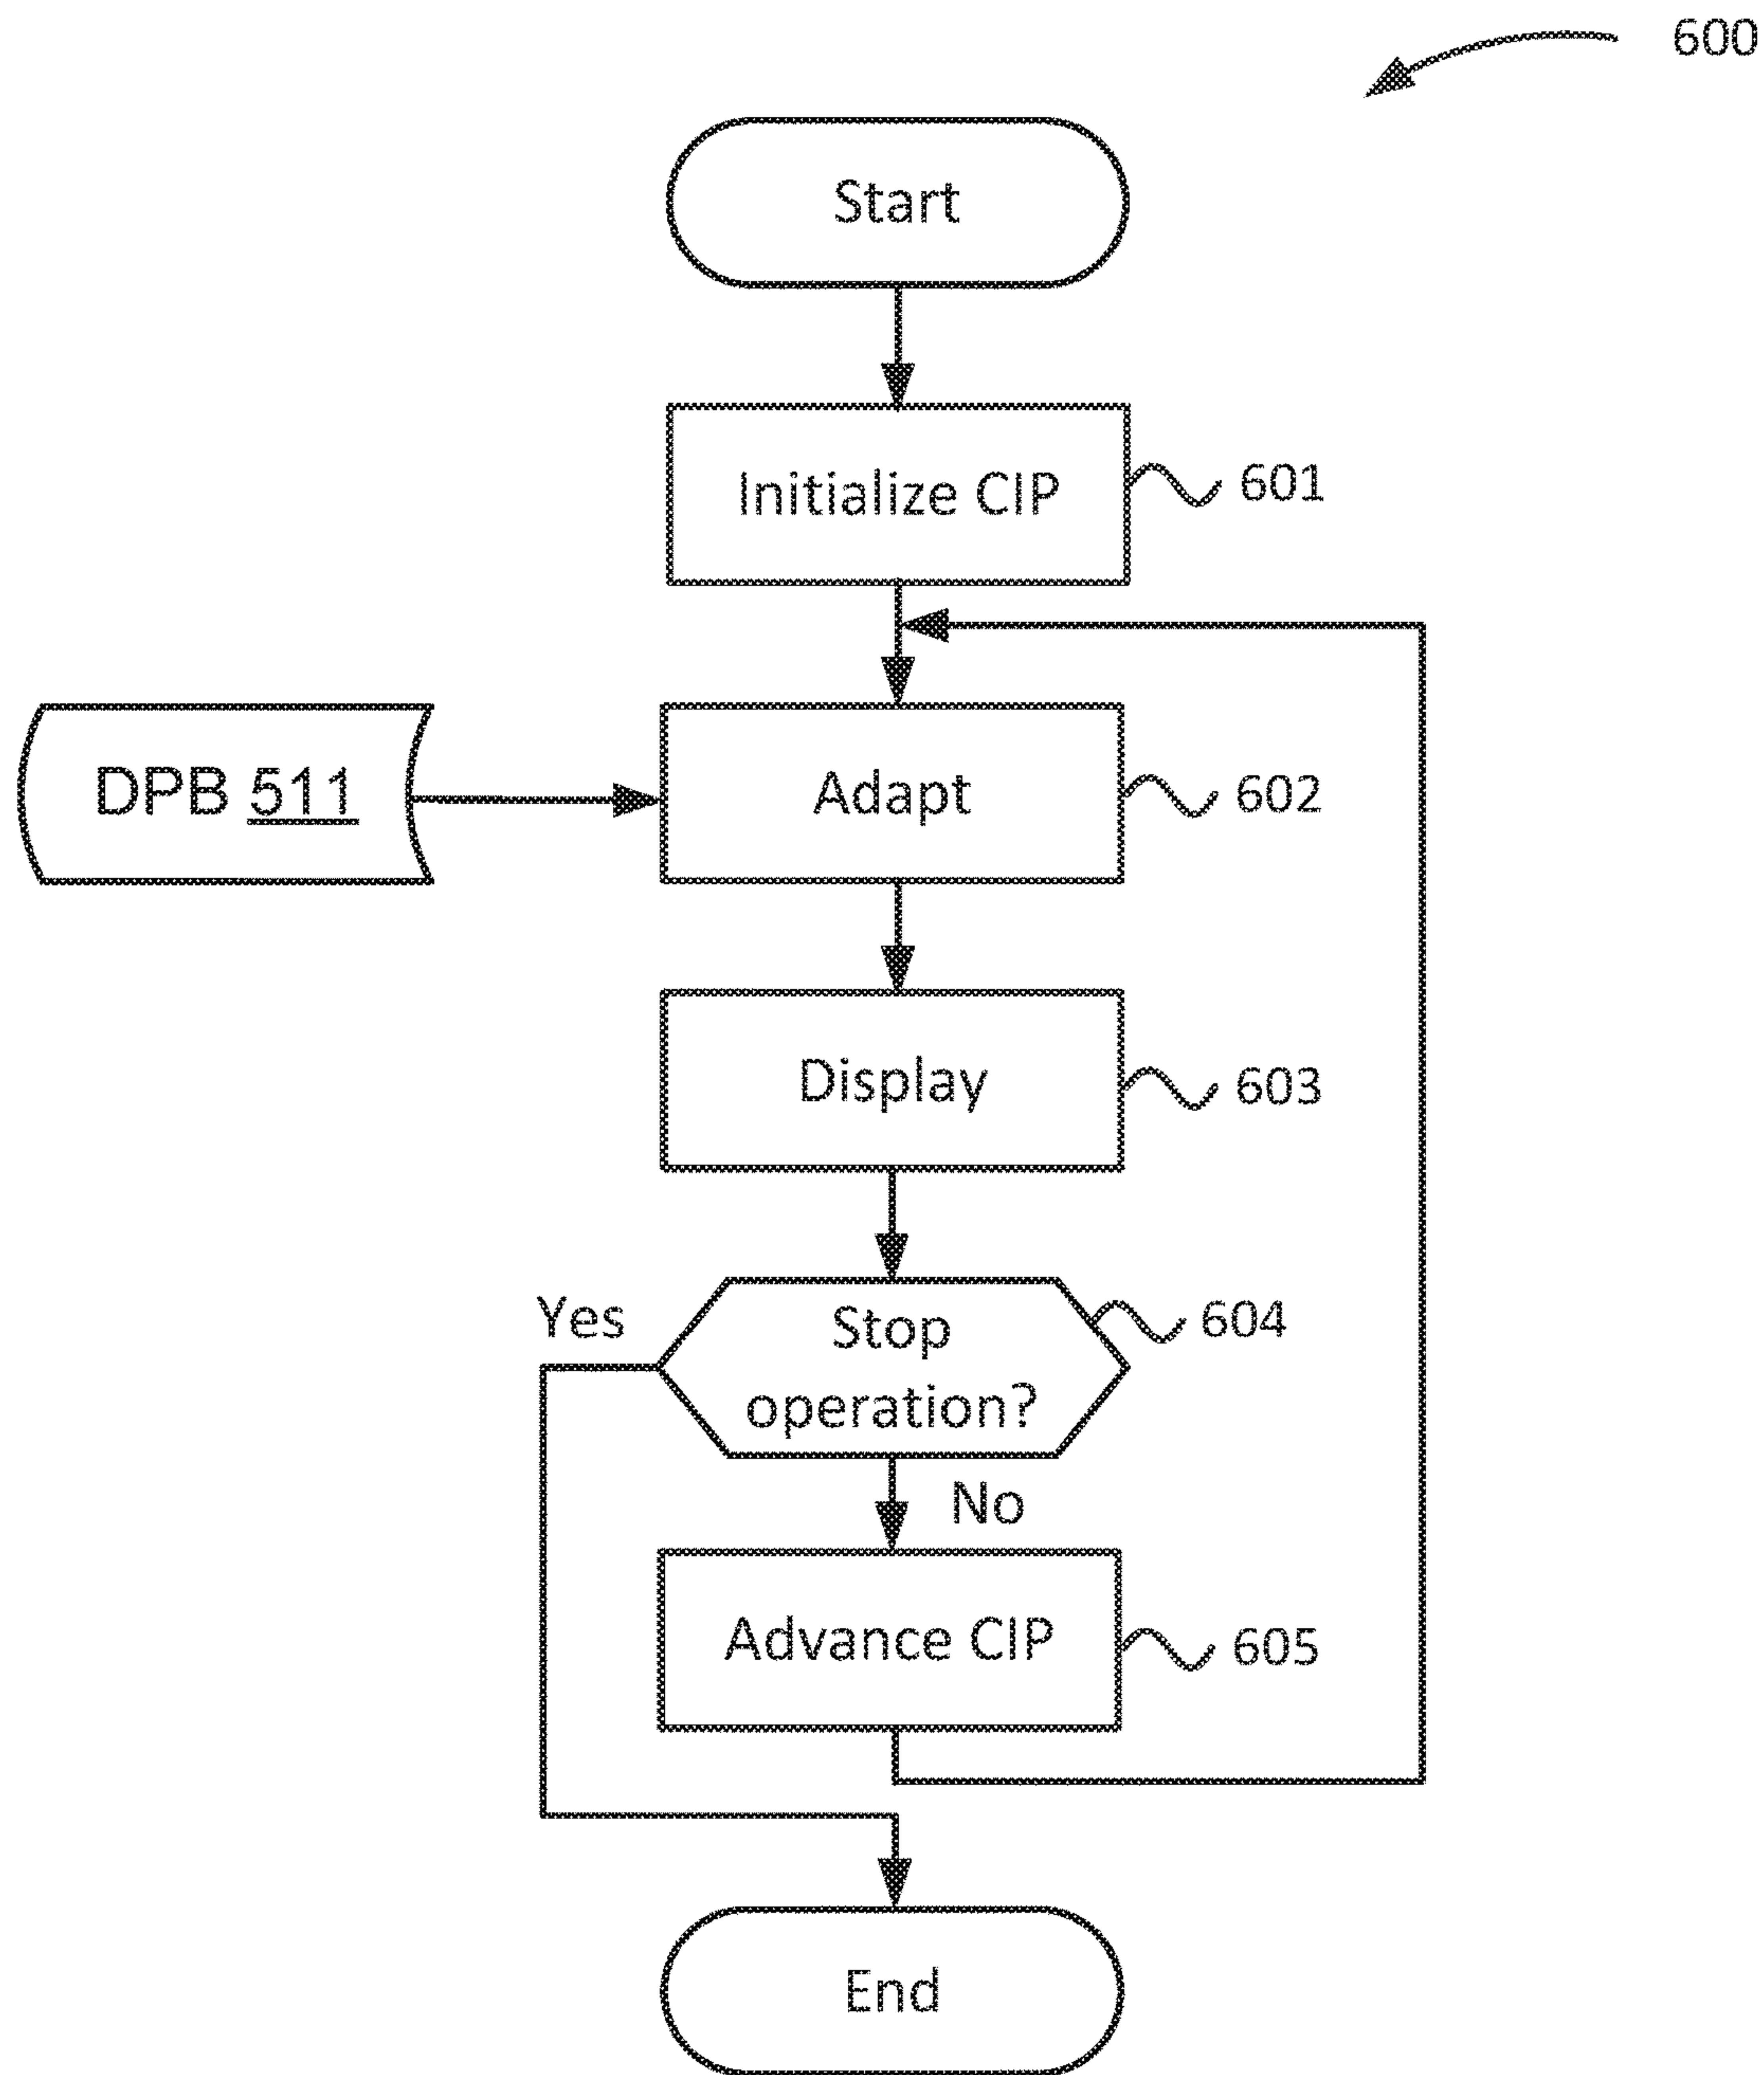 600
Start
Initialize CIP
601
DPB 511
Adapt
602
Display
603
Yes
Stop
operation?
604
No
Advance CIP
605
End